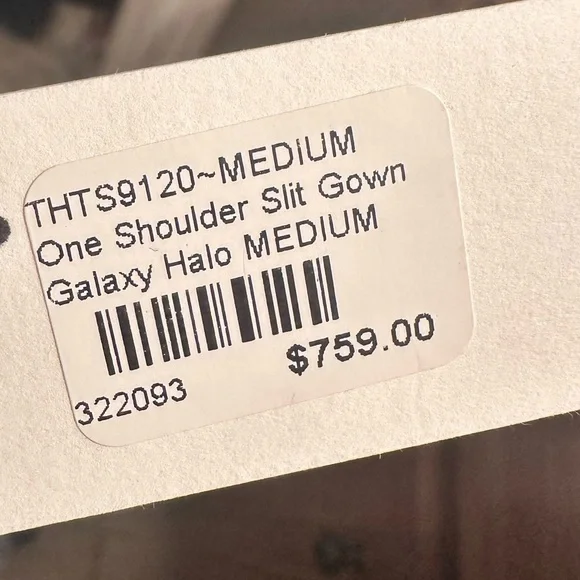 THTS9120~MEDIUM
One Shoulder Slit Gown
Galaxy Halo MEDIUM
$759.00
322093